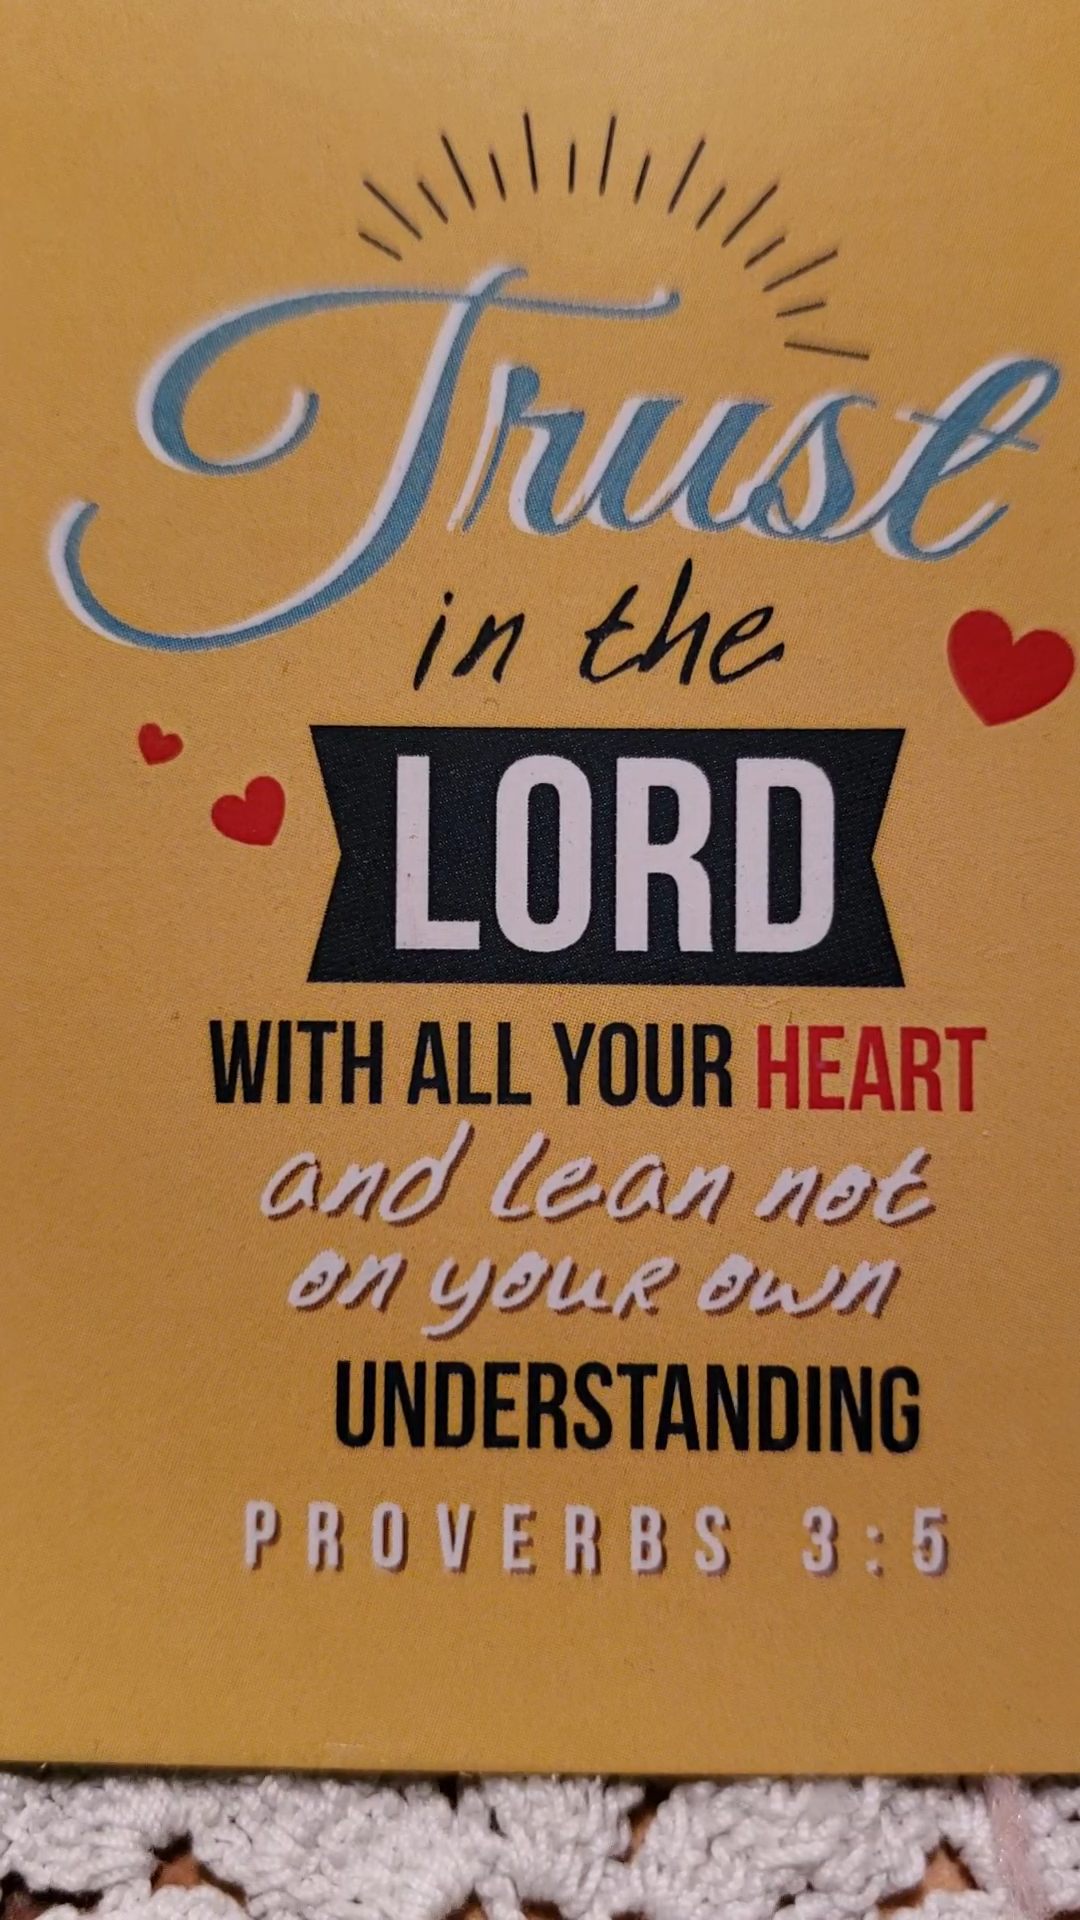 Trust
in the
LORD
WITH ALL YOUR HEART
and lean not
on your own
UNDERSTANDING
PROVERBS 3:5